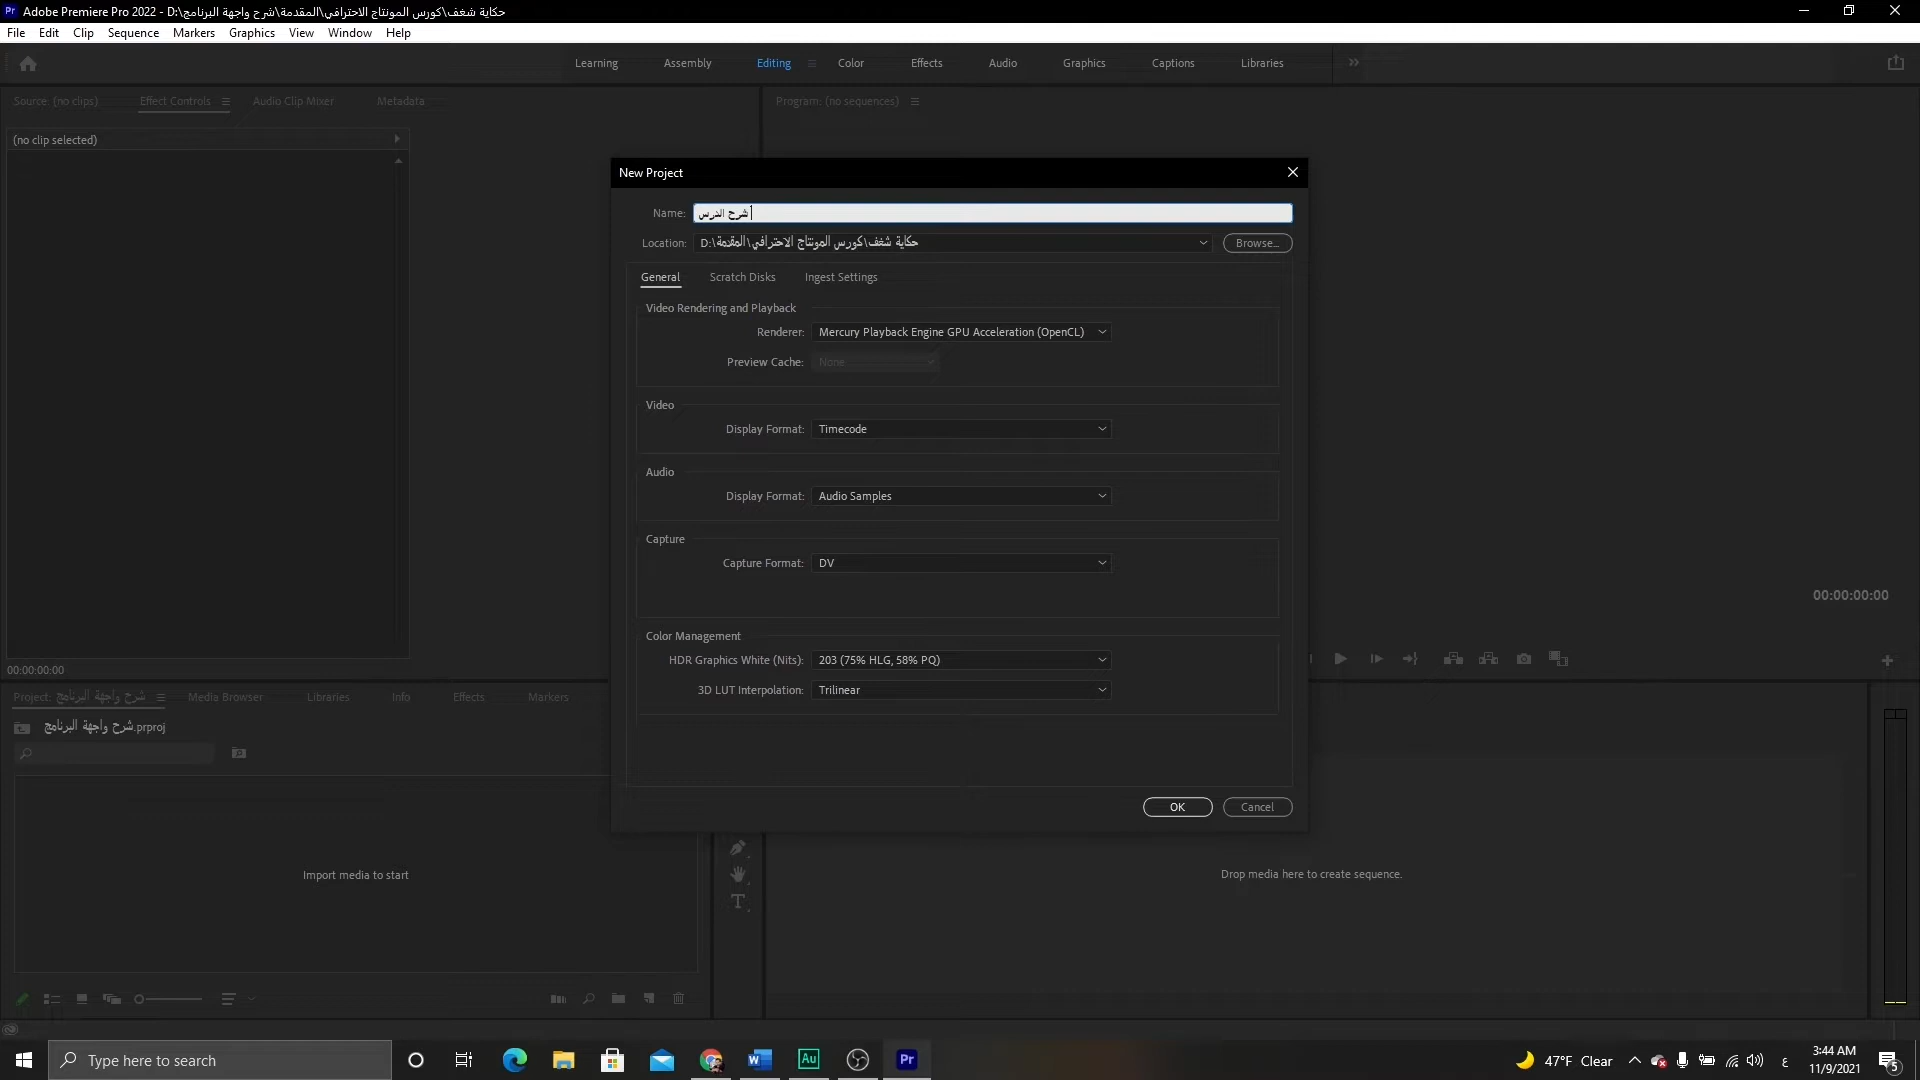 Adobe Premiere Pro 2022 - D:\حكاية شغف\كورس المونتاج الاحترافي\المقدمة\شرح واجهة البرنامج
File Edit Clip Sequence Markers Graphics View Window Help
Learning Assembly Editing Color Effects Audio Graphics Captions Libraries
Source: (no clips) Effect Controls Audio Clip Mixer Metadata
Program: (no sequences)
(no clip selected)
New Project
Name: شرح الدرس
Location: D:\حكاية شغف\كورس المونتاج الاحترافي\المقدمة
Browse...
General Scratch Disks Ingest Settings
Video Rendering and Playback
Renderer: Mercury Playback Engine GPU Acceleration (OpenCL)
Preview Cache: None
Video
Display Format: Timecode
Audio
Display Format: Audio Samples
Capture
Capture Format: DV
Color Management
HDR Graphics White (Nits): 203 (75% HLG, 58% PQ)
3D LUT Interpolation: Trilinear
OK Cancel
00:00:00:00
00:00:00:00
Project: شرح واجهة البرنامج Media Browser Libraries Info Effects Markers
شرح واجهة البرنامج.prproj
Import media to start
Drop media here to create sequence.
Type here to search
47°F Clear
ع
3:44 AM
11/9/2021
5